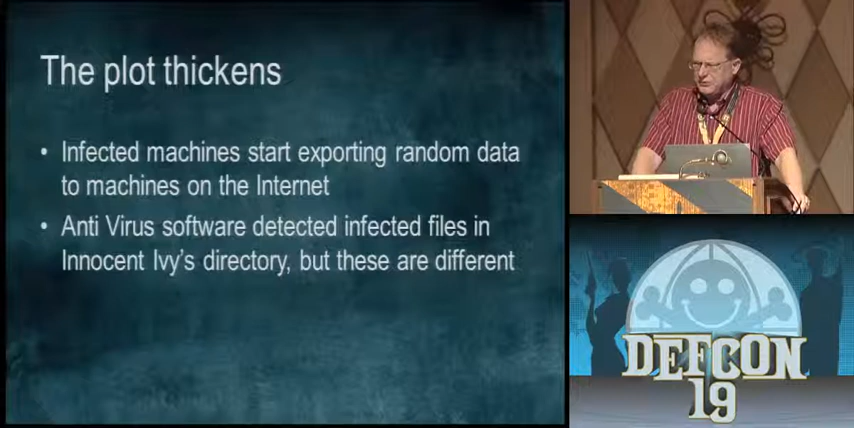 The plot thickens
• Infected machines start exporting random data
to machines on the Internet
• Anti Virus software detected infected files in
Innocent Ivy's directory, but these are different
DEFCON
19